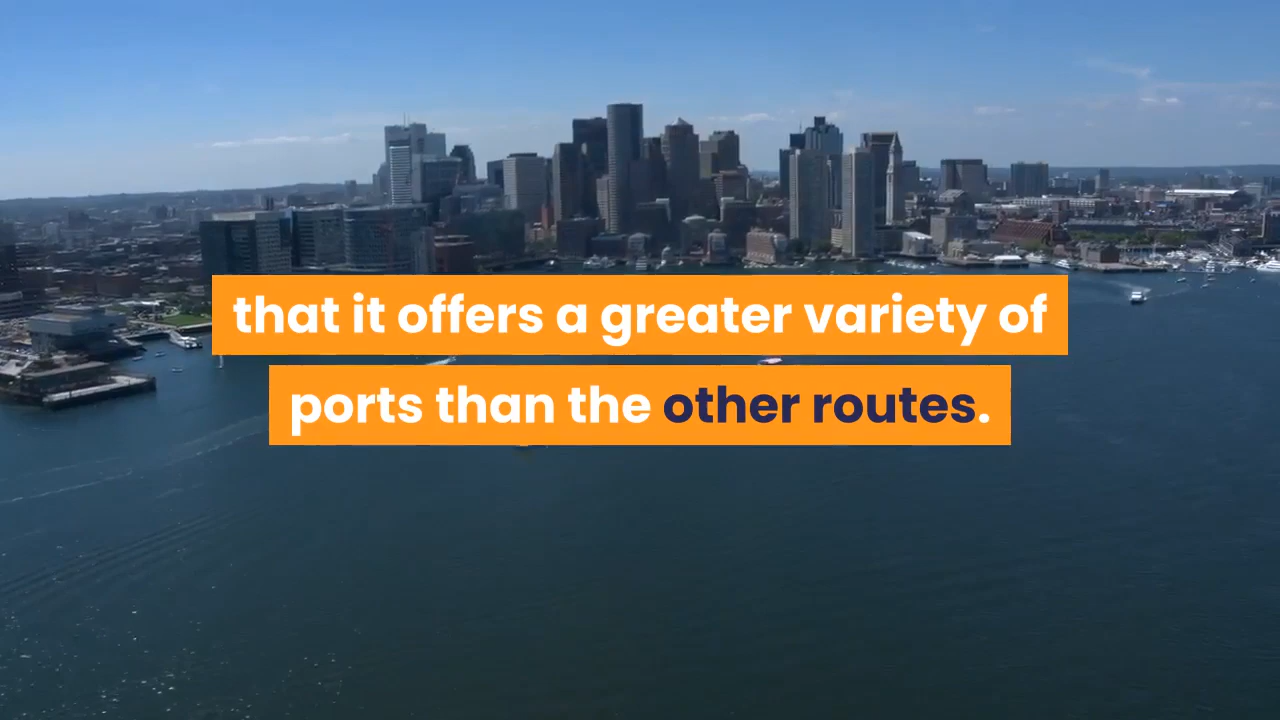 that it offers a greater variety of
ports than the other routes.